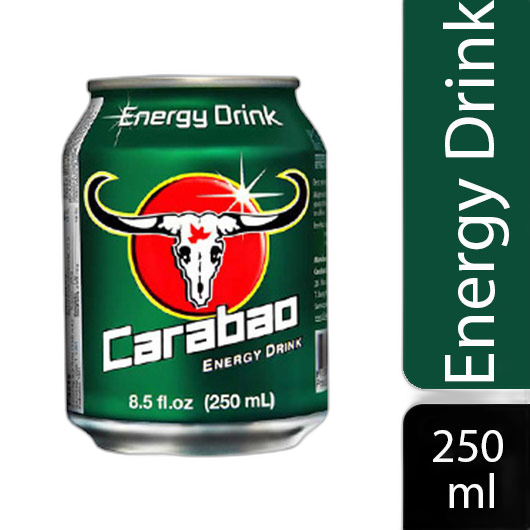 Energy Drink
Carabao
ENERGY DRINK
8.5 fl.oz (250 mL)
Energy Drink
250
ml